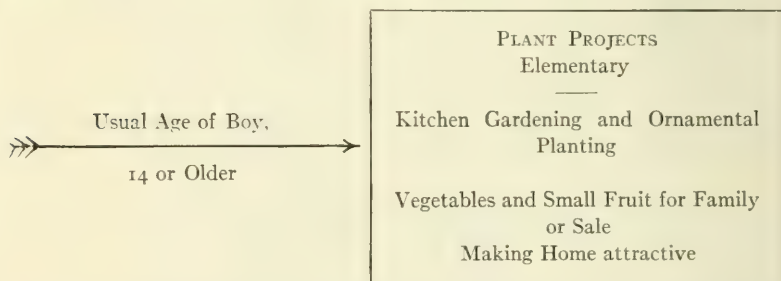 Usual Age of Boy,
14 or Older
PLANT PROJECTS
Elementary
Kitchen Gardening and Ornamental
Planting
Vegetables and Small Fruit for Family
or Sale
Making Home attractive